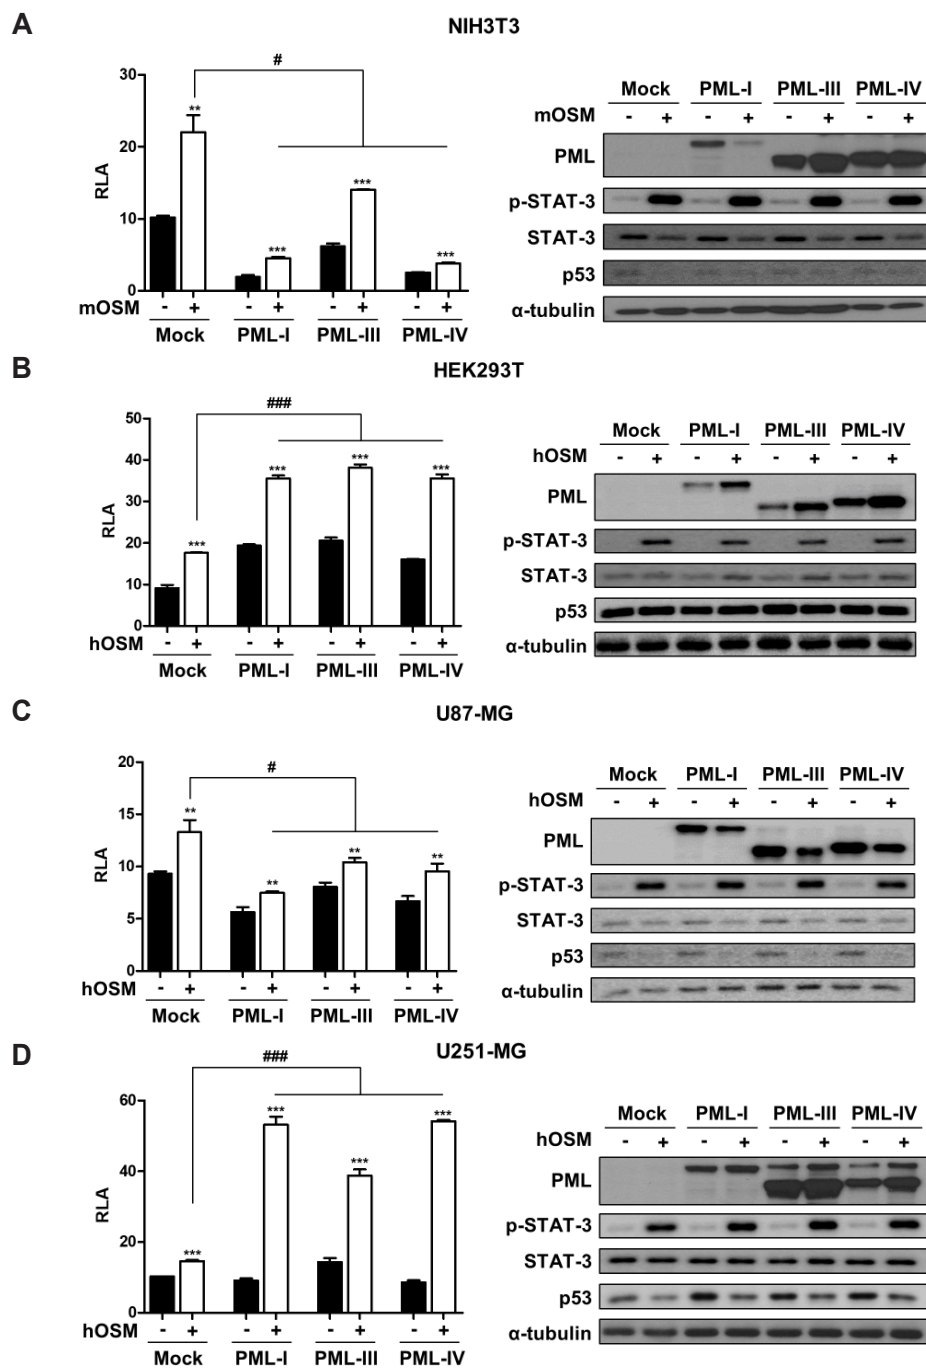 A
NIH3T3
#
30
20
10
0
RLA
**
***
***
***
- + - + - + - +
mOSM
Mock PML-I PML-III PML-IV
Mock PML-I PML-III PML-IV
mOSM - + - + - + - +
PML
p-STAT-3
STAT-3
p53
α-tubulin
B
HEK293T
###
50
40
30
20
10
0
RLA
***
***
***
***
hOSM - + - + - + - +
Mock PML-I PML-III PML-IV
Mock PML-I PML-III PML-IV
hOSM - + - + - + - +
PML
p-STAT-3
STAT-3
p53
α-tubulin
C
U87-MG
#
20
15
10
5
0
RLA
**
**
**
**
hOSM - + - + - + - +
Mock PML-I PML-III PML-IV
Mock PML-I PML-III PML-IV
hOSM - + - + - + - +
PML
p-STAT-3
STAT-3
p53
α-tubulin
D
U251-MG
###
60
40
20
0
RLA
***
***
***
***
hOSM - + - + - + - +
Mock PML-I PML-III PML-IV
Mock PML-I PML-III PML-IV
hOSM - + - + - + - +
PML
p-STAT-3
STAT-3
p53
α-tubulin